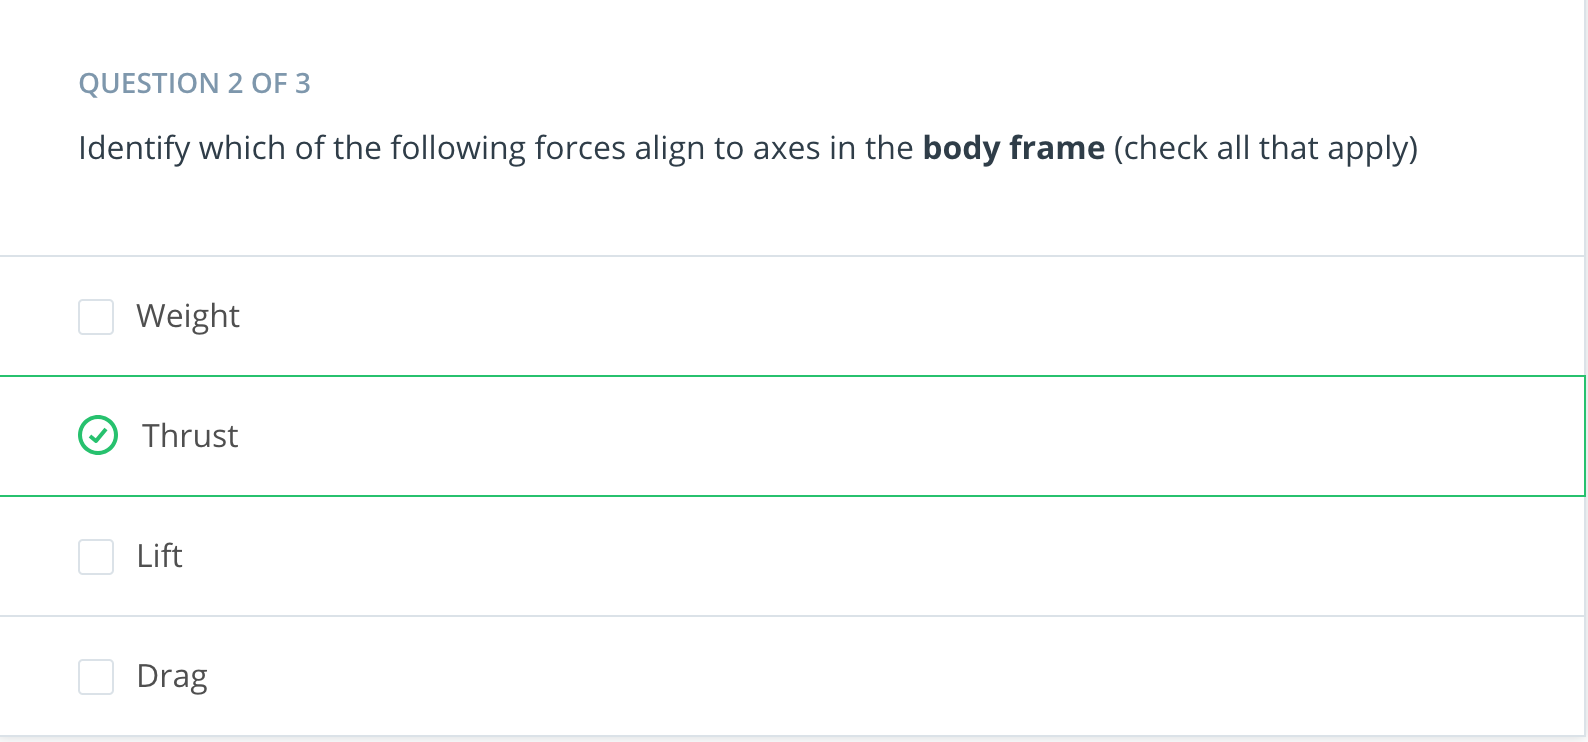 QUESTION 2 OF 3
Identify which of the following forces align to axes in the body frame (check all that apply)
Weight
Thrust
Lift
Drag